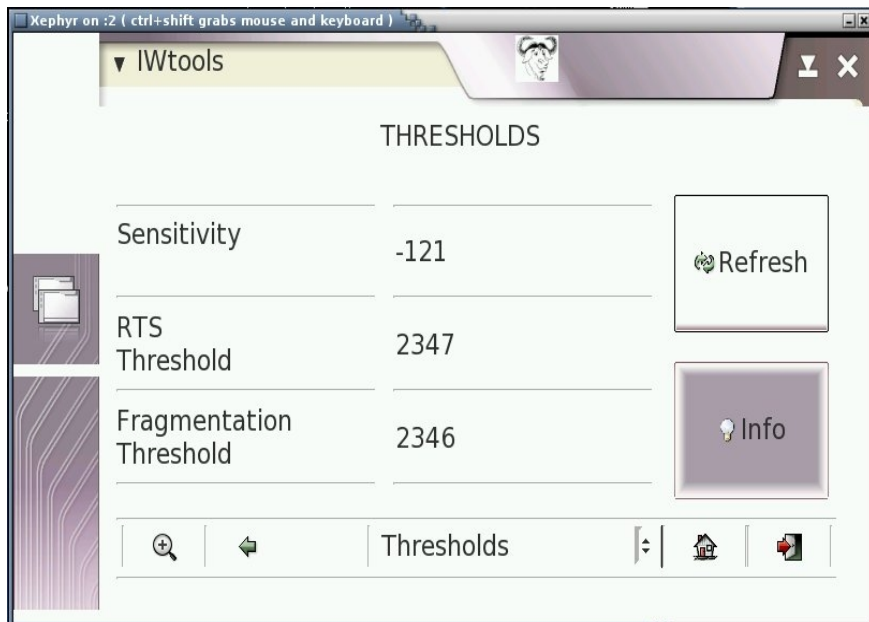 Xephyr on :2 ( ctrl+shift grabs mouse and keyboard )
IWtools
THRESHOLDS
Sensitivity
-121
Refresh
RTS
Threshold
2347
Fragmentation
Threshold
2346
Info
Thresholds